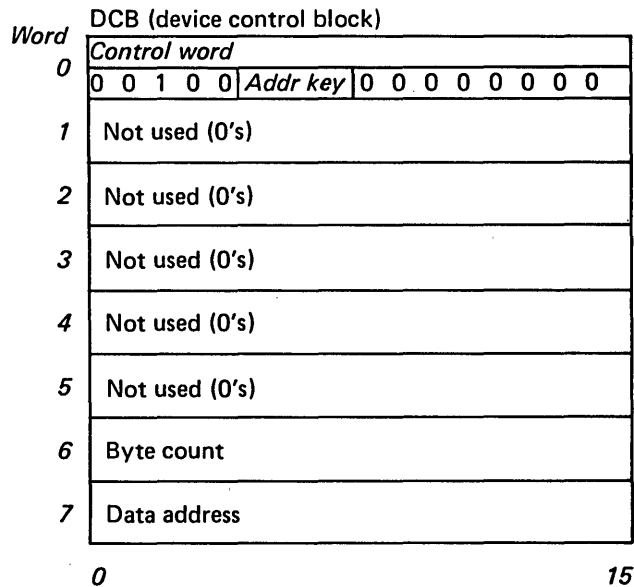 DCB (device control block)
Word
Control word
0
0 0 1 0 0 Addr key 0 0 0 0 0 0 0 0
1 Not used (0's)
2 Not used (0's)
3 Not used (0's)
4 Not used (0's)
5 Not used (0's)
6 Byte count
7 Data address
0 15